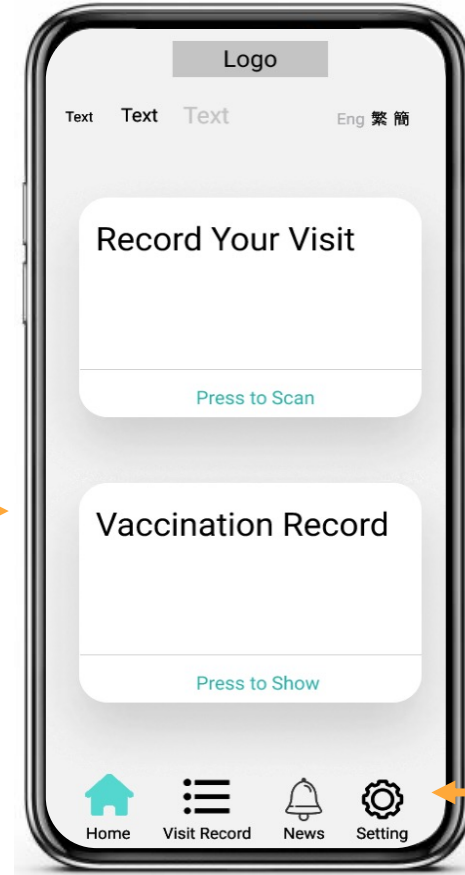 Logo
Text Text Text Eng 繁 簡
Record Your Visit
Press to Scan
Vaccination Record
Press to Show
Home Visit Record News Setting